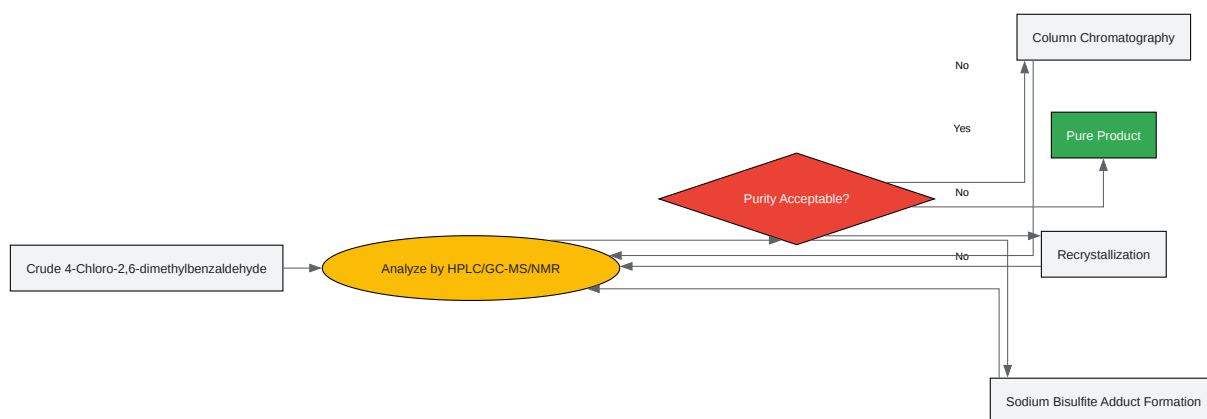 Column Chromatography
No
Yes
Pure Product
Purity Acceptable?
No
Recrystallization
No
Crude 4-Chloro-2,6-dimethylbenzaldehyde
Analyze by HPLC/GC-MS/NMR
Sodium Bisulfite Adduct Formation